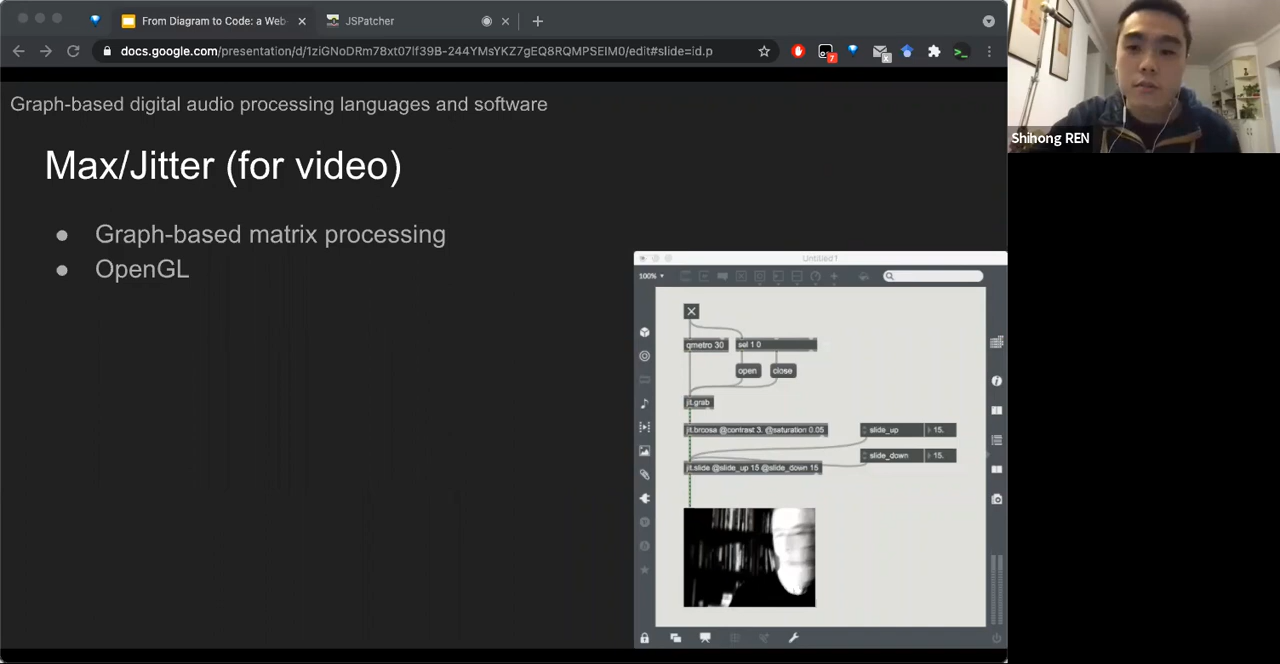 From Diagram to Code: a Web-
JSPatcher
docs.google.com/presentation/d/1ziGNoDRm78xt07lf39B-244YMsYKZ7gEQ8RQMPSEIM0/edit#slide=id.p
7
x
Graph-based digital audio processing languages and software
Shihong REN
Max/Jitter (for video)
● Graph-based matrix processing
● OpenGL
Untitled1
100%
qmetro 30
sel 1 0
open
close
jit.grab
jit.brcosa @contrast 3. @saturation 0.05
slide_up
15.
slide_down
15.
jit.slide @slide_up 15 @slide_down 15